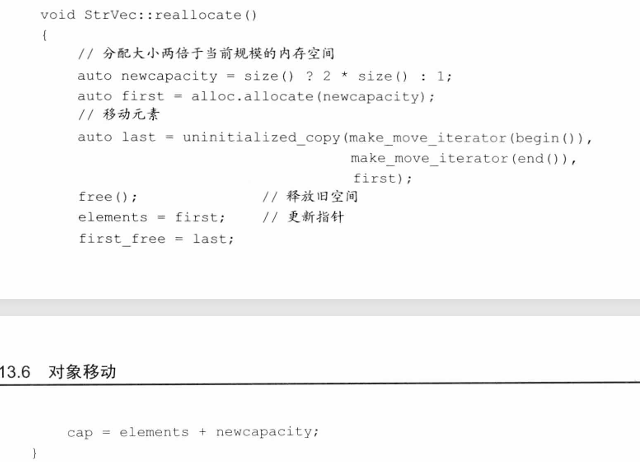 void StrVec::reallocate()
{
// 分配大小两倍于当前规模的内存空间
auto newcapacity = size() ? 2 * size() : 1;
auto first = alloc.allocate(newcapacity);
// 移动元素
auto last = uninitialized_copy(make_move_iterator(begin()),
make_move_iterator(end()),
first);
free(); // 释放旧空间
elements = first; // 更新指针
first_free = last;
13.6 对象移动
cap = elements + newcapacity;
}